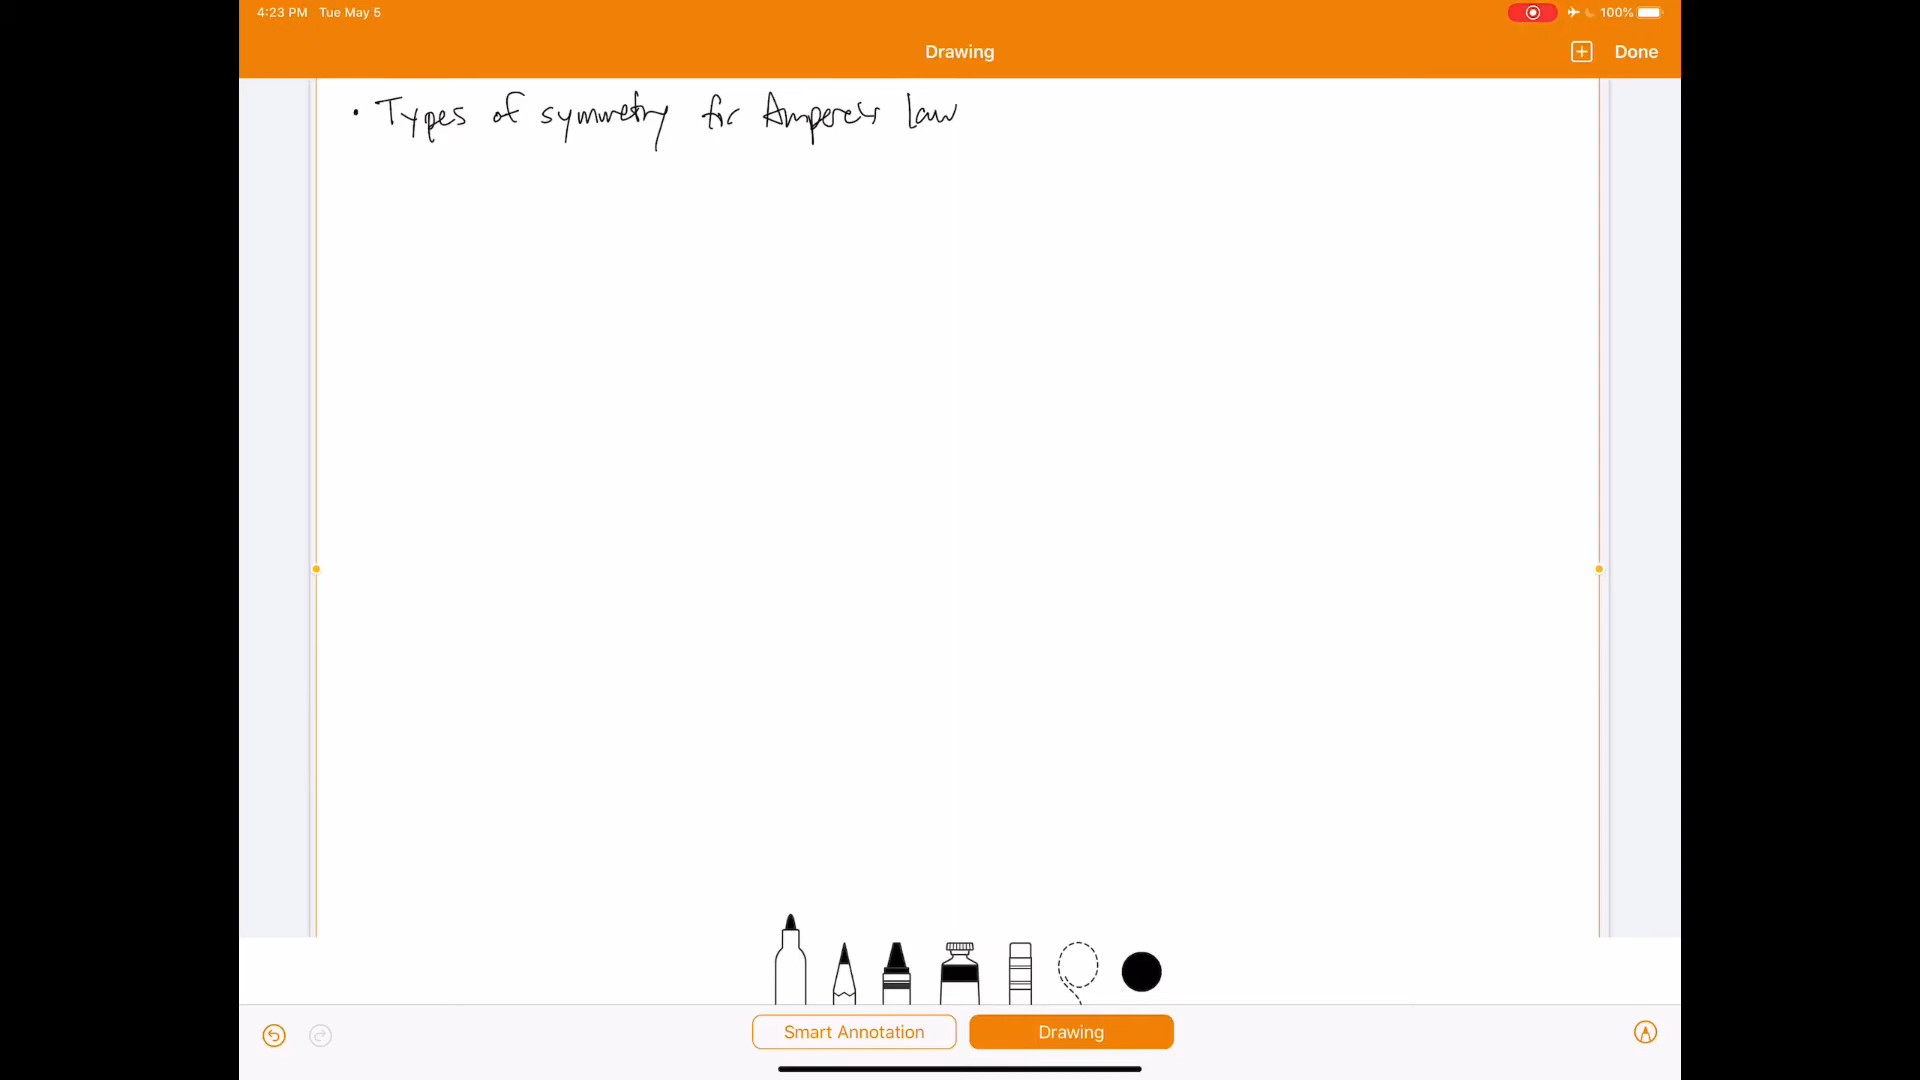 4:23 PM Tue May 5
100%
Drawing
Done
• Types of symmetry for Ampere's law
Smart Annotation
Drawing